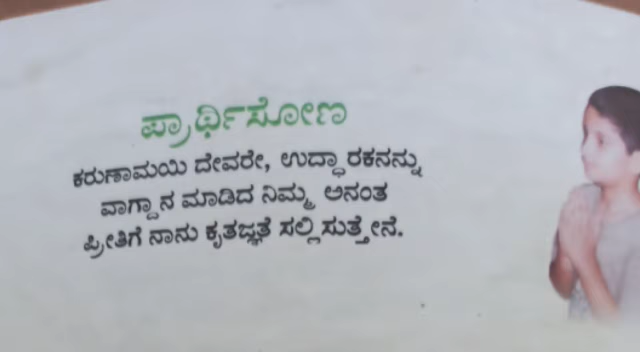 ಪ್ರಾರ್ಥಿಸೋಣ
ಕರುಣಾಮಯಿ ದೇವರೇ, ಉದ್ಧಾರಕನನ್ನು
ವಾಗ್ದಾನ ಮಾಡಿದ ನಿಮ್ಮ ಅನಂತ
ಪ್ರೀತಿಗೆ ನಾನು ಕೃತಜ್ಞತೆ ಸಲ್ಲಿಸುತ್ತೇನೆ.